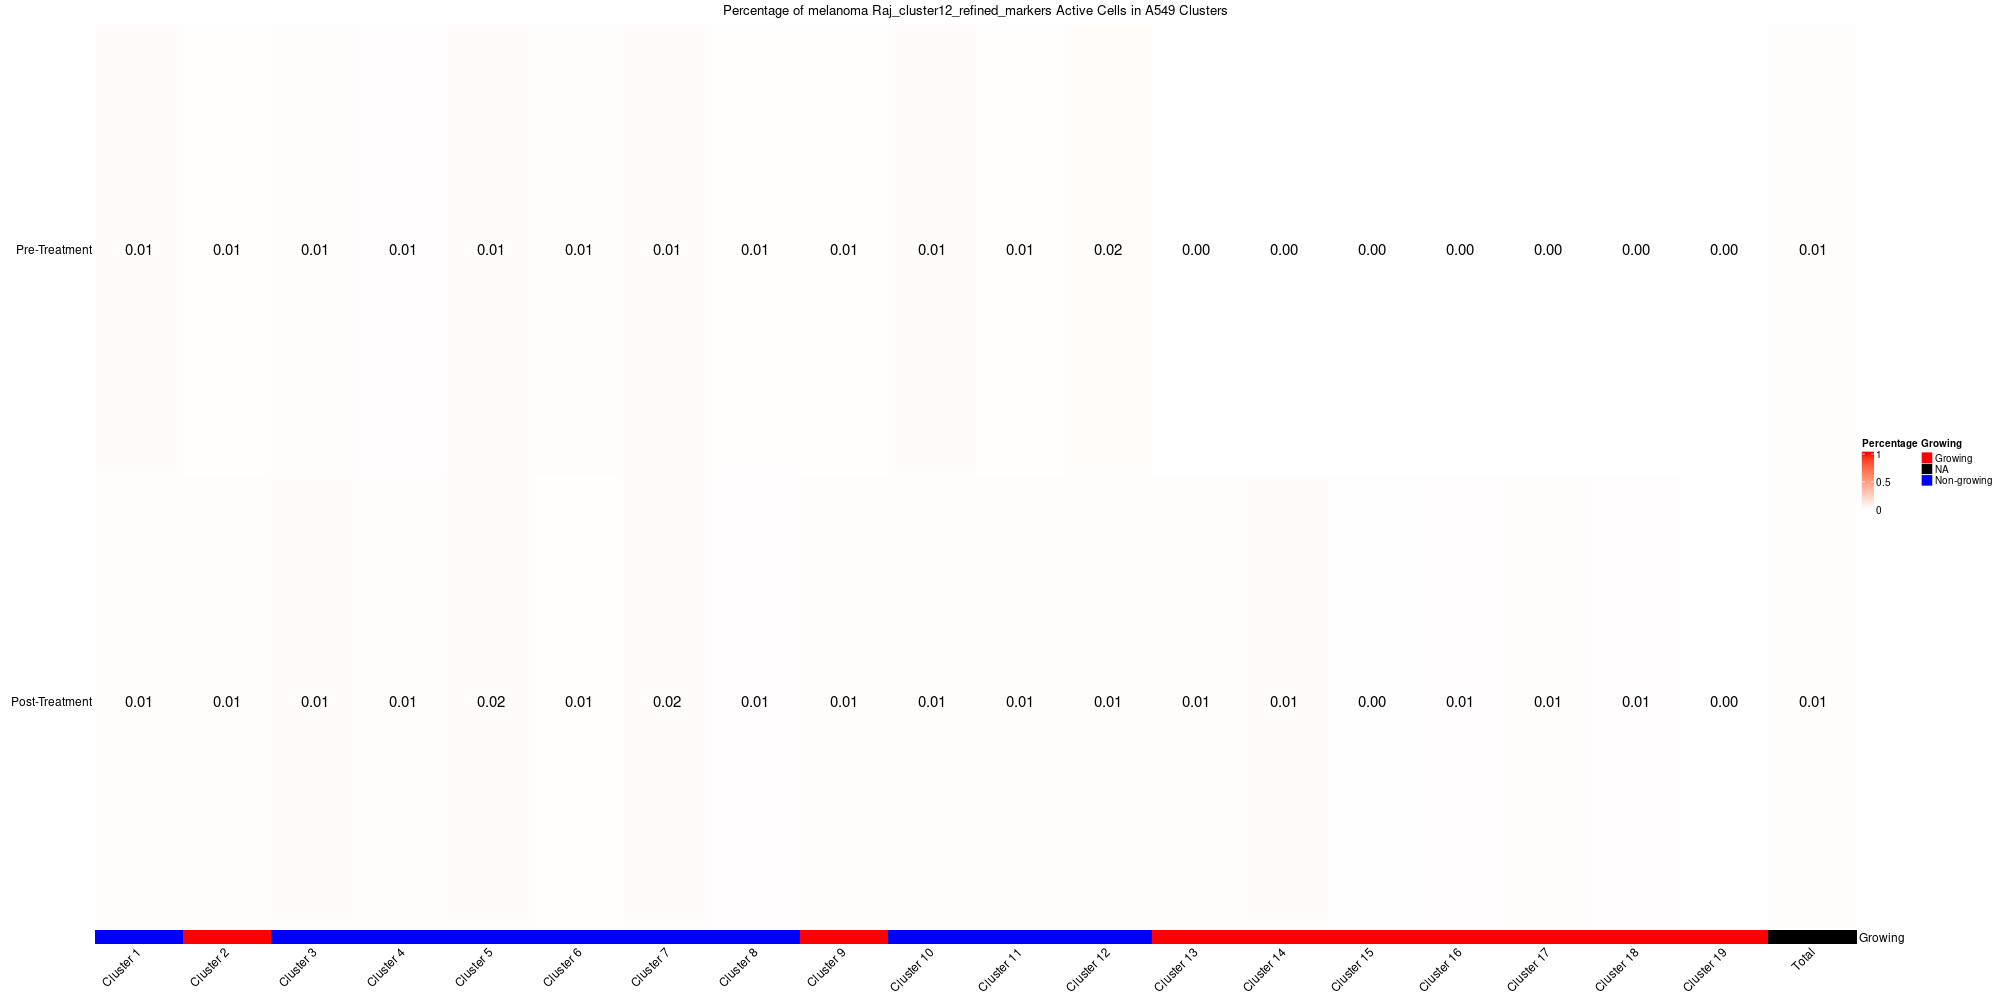 Percentage of melanoma Raj_cluster12_refined_markers Active Cells in A549 Clusters
Pre-Treatment 0.01 0.01 0.01 0.01 0.01 0.01 0.01 0.01 0.01 0.01 0.01 0.02 0.00 0.00 0.00 0.00 0.00 0.00 0.00 0.01
Percentage Growing
1 Growing
NA
0.5 Non-growing
0
Post-Treatment 0.01 0.01 0.01 0.01 0.02 0.01 0.02 0.01 0.01 0.01 0.01 0.01 0.01 0.01 0.00 0.01 0.01 0.01 0.00 0.01
Growing
Cluster 1 Cluster 2 Cluster 3 Cluster 4 Cluster 5 Cluster 6 Cluster 7 Cluster 8 Cluster 9 Cluster 10 Cluster 11 Cluster 12 Cluster 13 Cluster 14 Cluster 15 Cluster 16 Cluster 17 Cluster 18 Cluster 19 Total